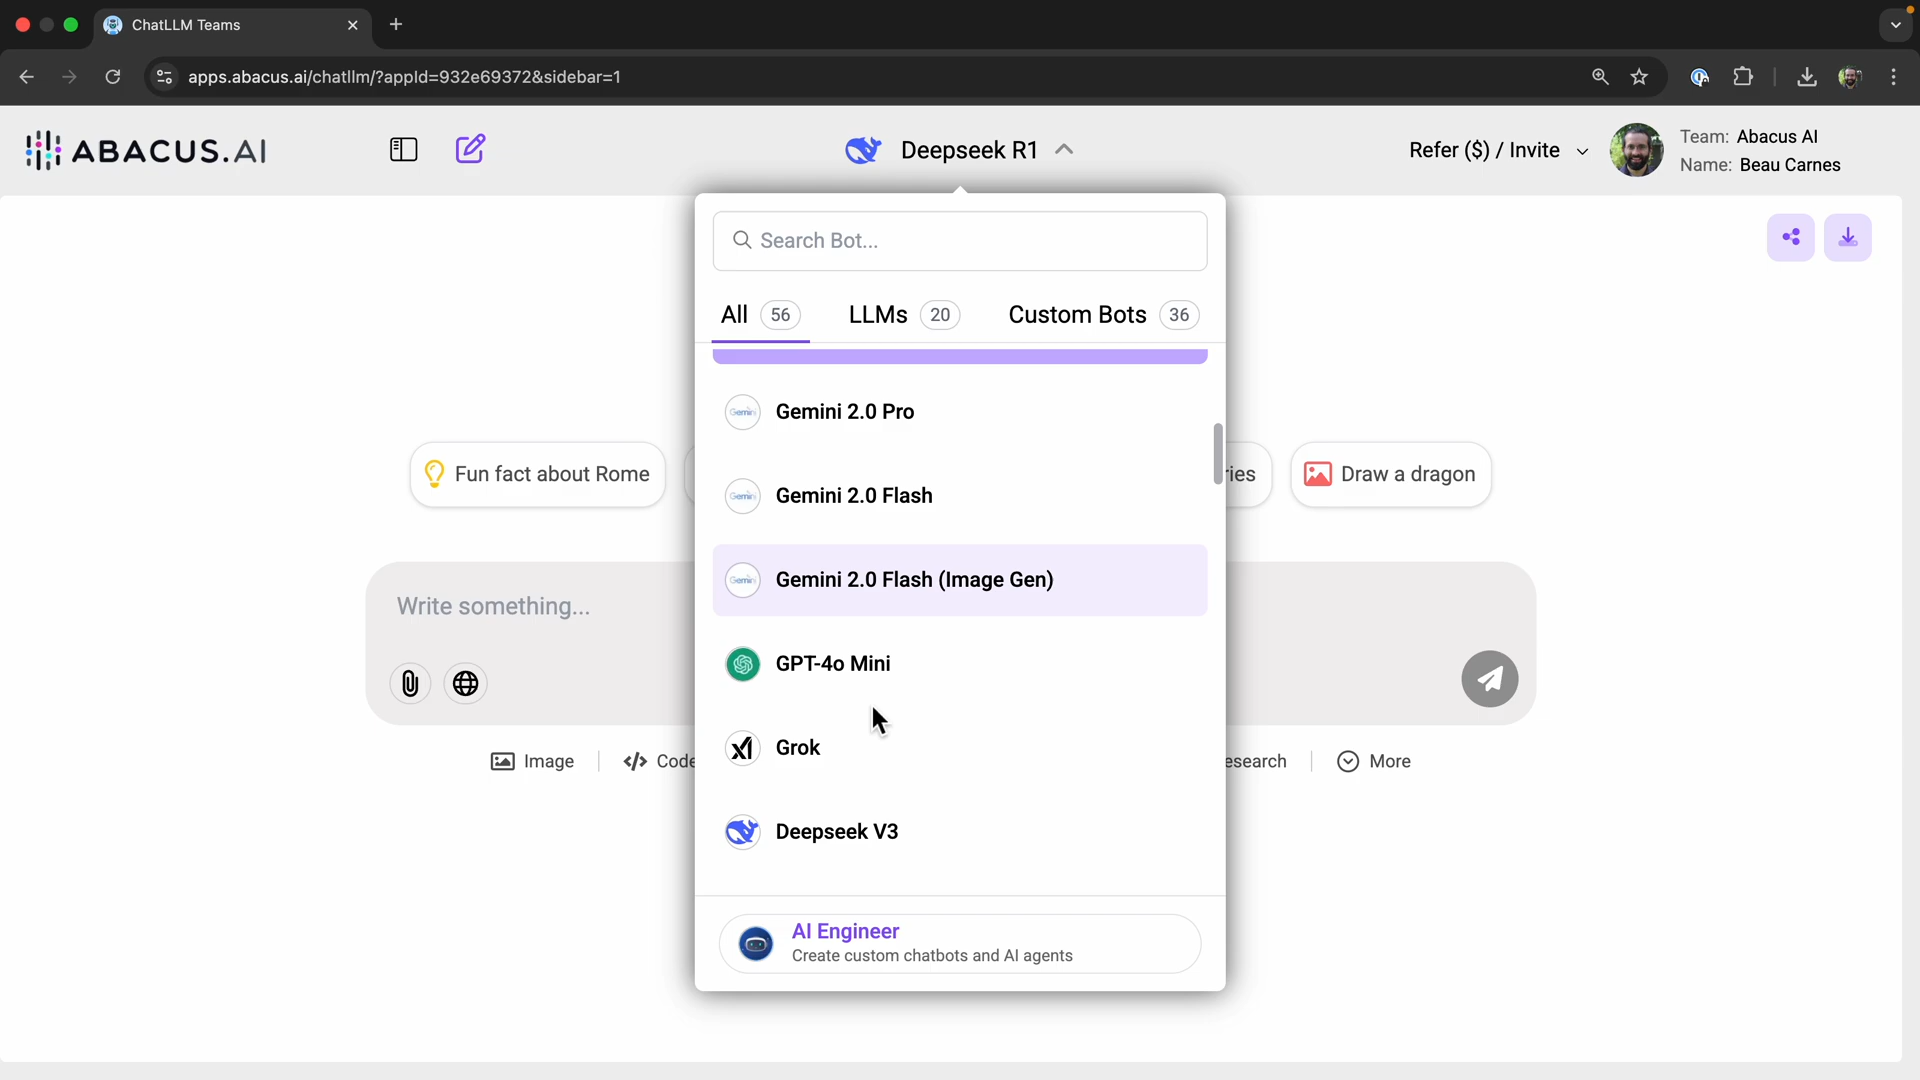 ChatLLM Teams
apps.abacus.ai/chatllm/?appId=932e69372&sidebar=1
ABACUS.AI
Deepseek R1
Refer ($) / Invite
Team: Abacus AI
Name: Beau Carnes
Search Bot...
All 56
LLMs 20
Custom Bots 36
Gemini 2.0 Pro
Gemini 2.0 Flash
Gemini 2.0 Flash (Image Gen)
GPT-4o Mini
Grok
Deepseek V3
AI Engineer
Create custom chatbots and AI agents
Fun fact about Rome
ries
Draw a dragon
Write something...
Image
Code
esearch
More